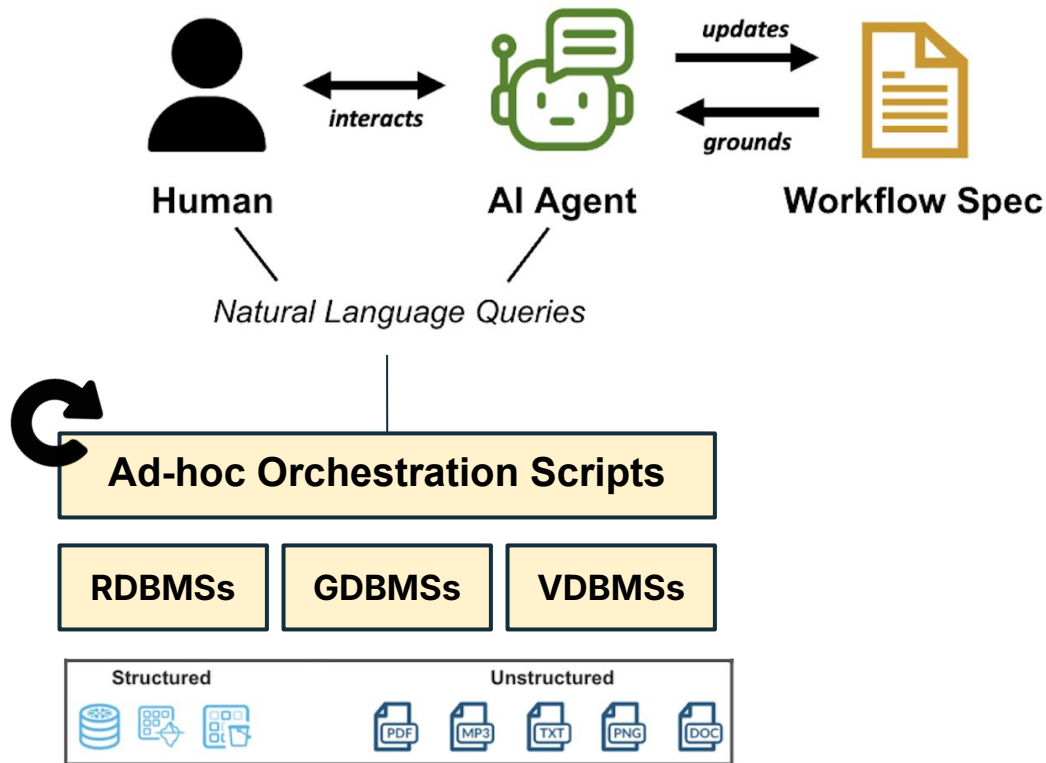 updates
interacts
grounds
Human
AI Agent
Workflow Spec
Natural Language Queries
Ad-hoc Orchestration Scripts
RDBMSs
GDBMSs
VDBMSs
Structured
Unstructured
PDF
MP3
TXT
PNG
DOC